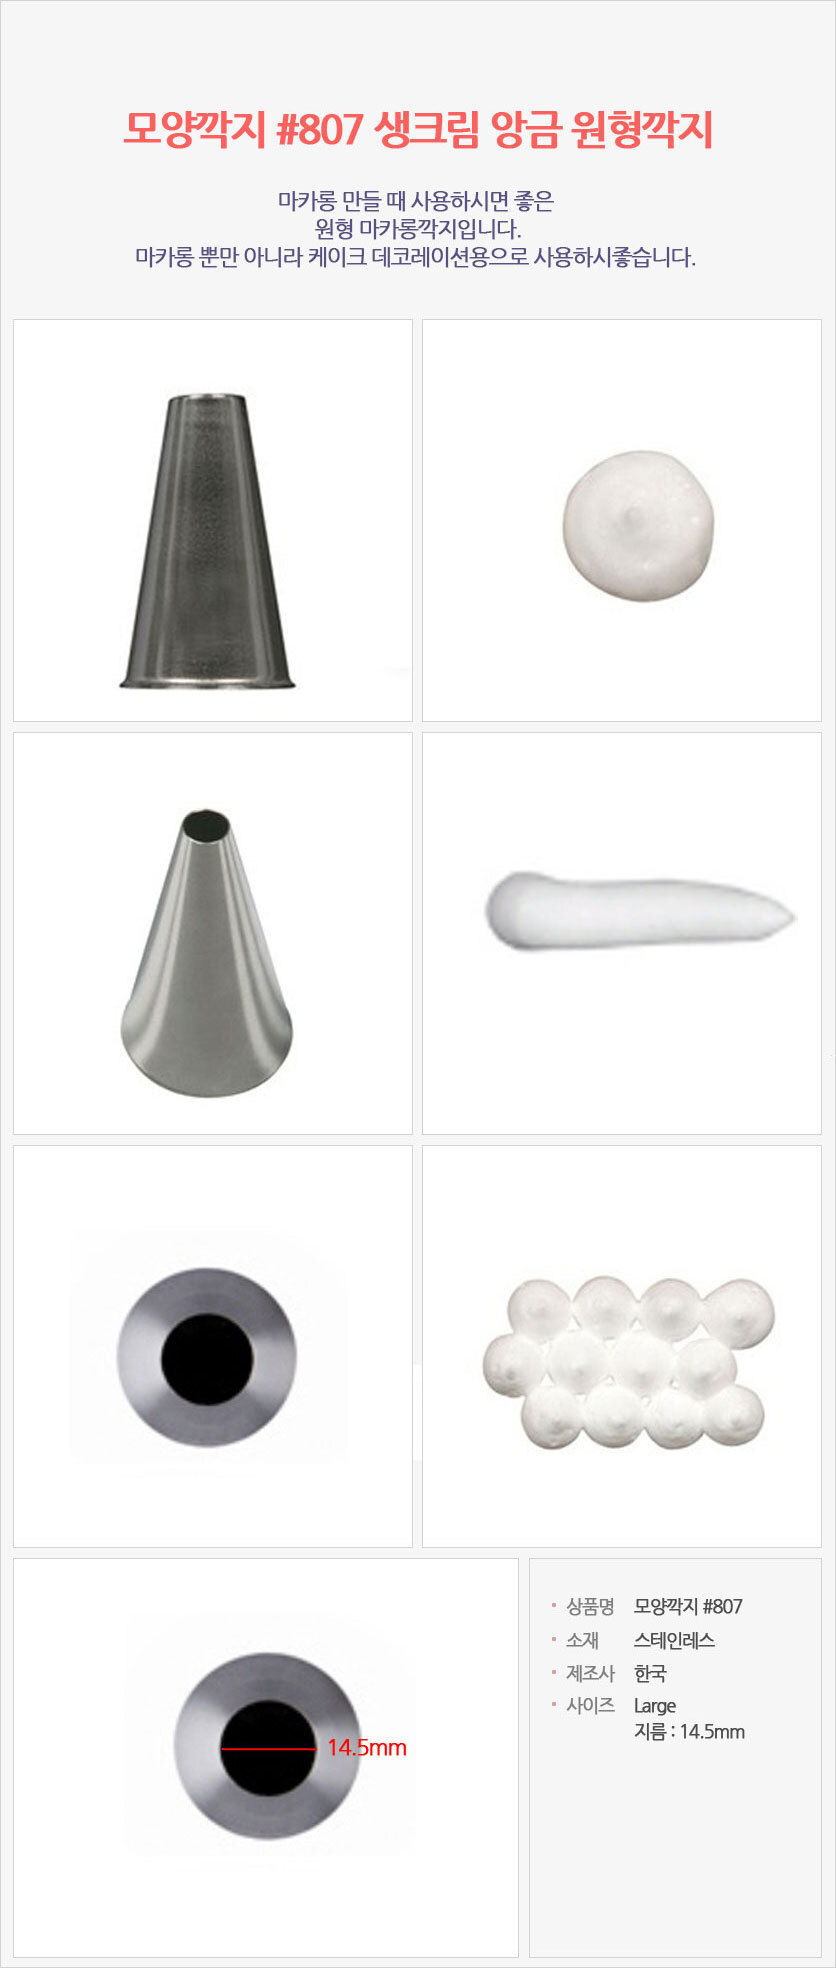 모양깍지 #807 생크림 앙금 원형깍지
마카롱 만들 때 사용하시면 좋은
원형 마카롱깍지입니다.
마카롱 뿐만 아니라 케이크 데코레이션용으로 사용하시좋습니다.
14.5mm
상품명 모양깍지 #807
소재 스테인레스
제조사 한국
사이즈 Large
지름 : 14.5mm